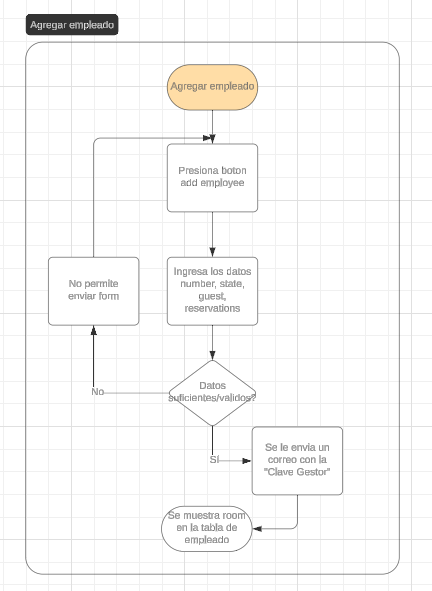 Agregar empleado
Agregar empleado
Presiona boton
add employee
No permite
enviar form
Ingresa los datos
number, state,
guest,
reservations
Datos
suficientes/validos?
No
Sí
Se le envia un
correo con la
"Clave Gestor"
Se muestra room
en la tabla de
empleado